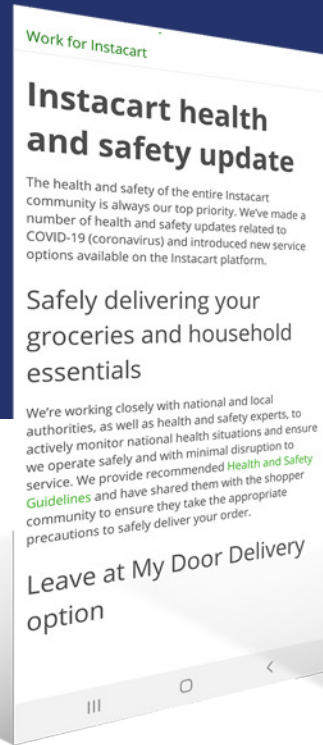 Work for Instacart
Instacart health
and safety update
The health and safety of the entire Instacart
community is always our top priority. We've made a
number of health and safety updates related to
COVID-19 (coronavirus) and introduced new service
options available on the Instacart platform.
Safely delivering your
groceries and household
essentials
We're working closely with national and local
authorities, as well as health and safety experts, to
actively monitor national health situations and ensure
we operate safely and with minimal disruption to
service. We provide recommended Health and Safety
Guidelines and have shared them with the shopper
community to ensure they take the appropriate
precautions to safely deliver your order.
Leave at My Door Delivery
option